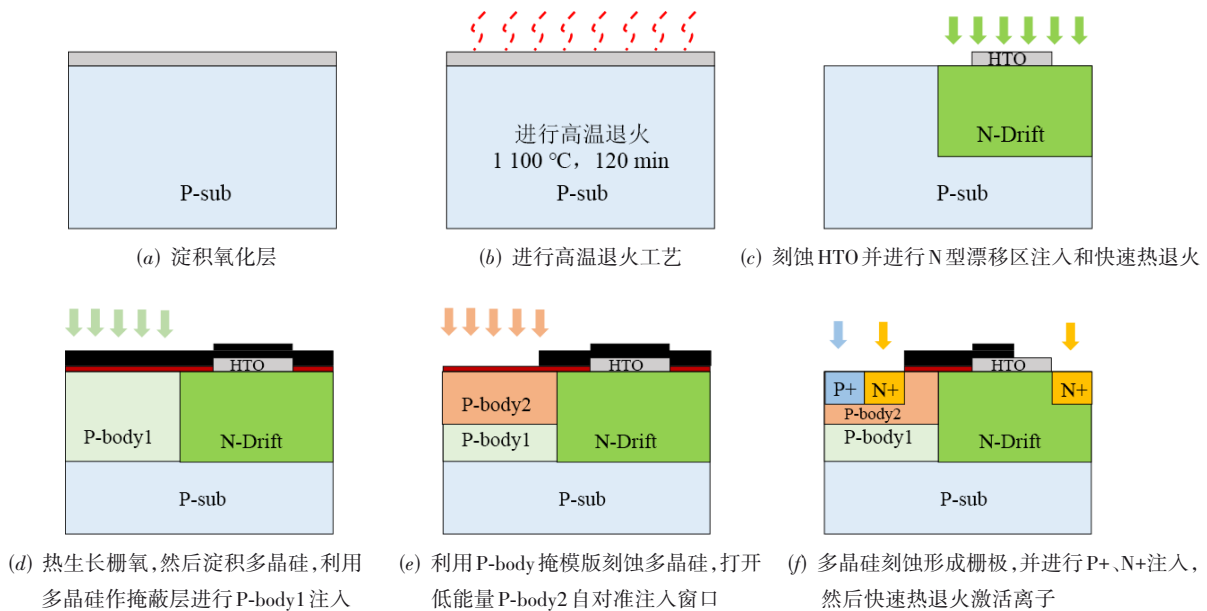 P-sub
(a) 淀积氧化层
进行高温退火
1 100 ℃，120 min
P-sub
(b) 进行高温退火工艺
HTO
N-Drift
P-sub
(c) 刻蚀HTO并进行N型漂移区注入和快速热退火
HTO
P-body1
N-Drift
P-sub
(d) 热生长栅氧，然后淀积多晶硅，利用
多晶硅作掩蔽层进行P-body1注入
HTO
P-body2
P-body1
N-Drift
P-sub
(e) 利用P-body掩模版刻蚀多晶硅，打开
低能量P-body2自对准注入窗口
HTO
P+ N+ N+
P-body2
P-body1
N-Drift
P-sub
(f) 多晶硅刻蚀形成栅极，并进行P+、N+注入，
然后快速热退火激活离子